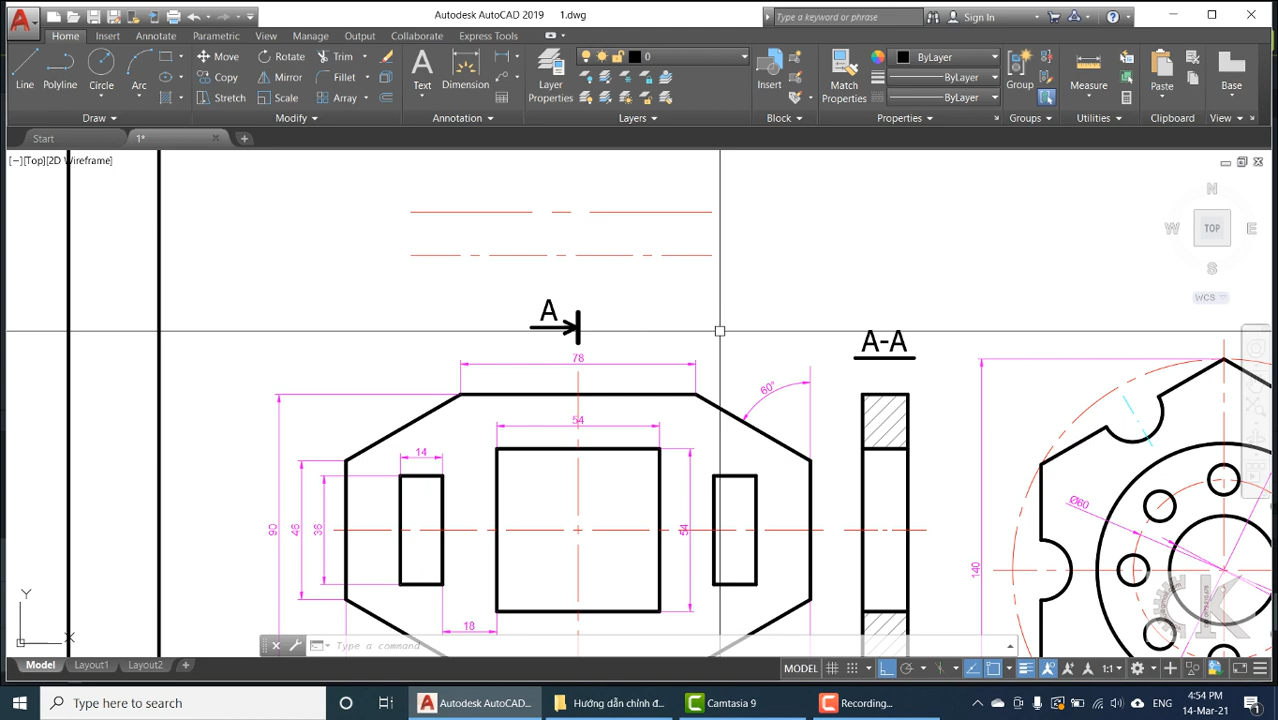 Autodesk AutoCAD 2019 1.dwg
Type a keyword or phrase
Sign In
Home Insert Annotate Parametric View Manage Output Collaborate Express Tools
Line Polyline Circle Arc
Draw
Move Rotate Trim
Copy Mirror Fillet
Stretch Scale Array
Modify
Text Dimension
Annotation
Layer Properties
0
Layers
Insert
Block
Match Properties
ByLayer
ByLayer
ByLayer
Properties
Group
Groups
Measure
Utilities
Paste
Clipboard
Base
View
Start 1*
[−][Top][2D Wireframe]
N
W TOP E
S
WCS
A
A-A
78
60°
54
14
90
46
36
54
18
Ø60
140
Y
X
Type a command
Model Layout1 Layout2
MODEL
1:1
Type here to search
Autodesk AutoCAD...
Hướng dẫn chỉnh đ...
Camtasia 9
Recording...
ENG
4:54 PM
14-Mar-21